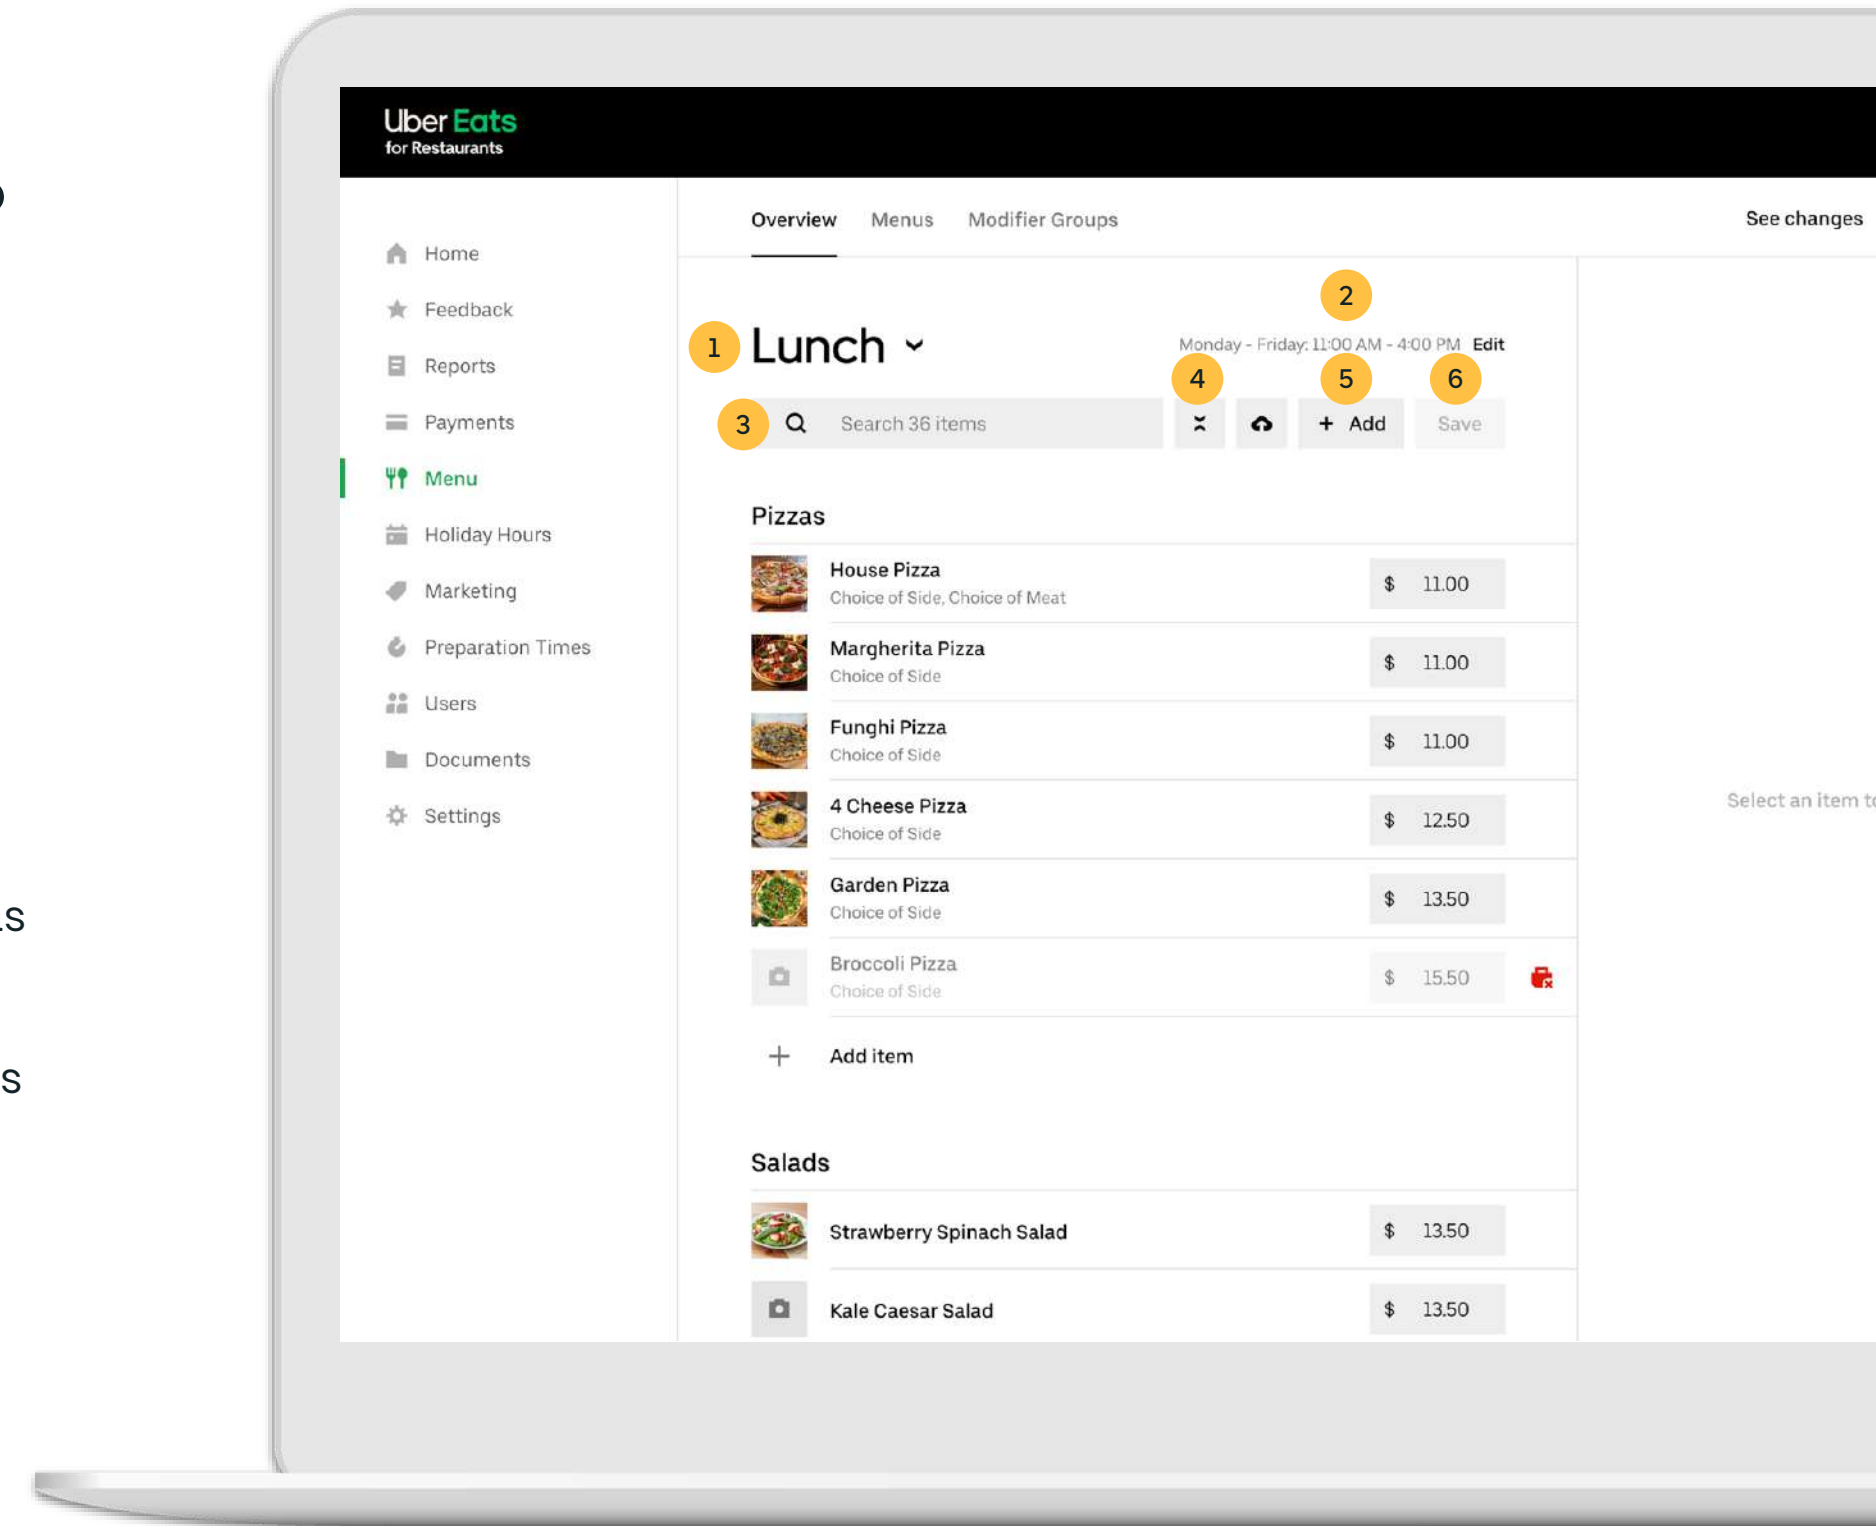 Uber Eats
for Restaurants
Home
Feedback
Reports
Payments
Menu
Holiday Hours
Marketing
Preparation Times
Users
Documents
Settings
Overview Menus Modifier Groups
See changes
2
1 Lunch
Monday - Friday: 11:00 AM - 4:00 PM Edit
4 5 6
3 Search 36 items
+ Add
Save
Pizzas
House Pizza
Choice of Side, Choice of Meat
$ 11.00
Margherita Pizza
Choice of Side
$ 11.00
Funghi Pizza
Choice of Side
$ 11.00
4 Cheese Pizza
Choice of Side
$ 12.50
Garden Pizza
Choice of Side
$ 13.50
Broccoli Pizza
Choice of Side
$ 15.50
+ Add item
Salads
Strawberry Spinach Salad
$ 13.50
Kale Caesar Salad
$ 13.50
Select an item
s